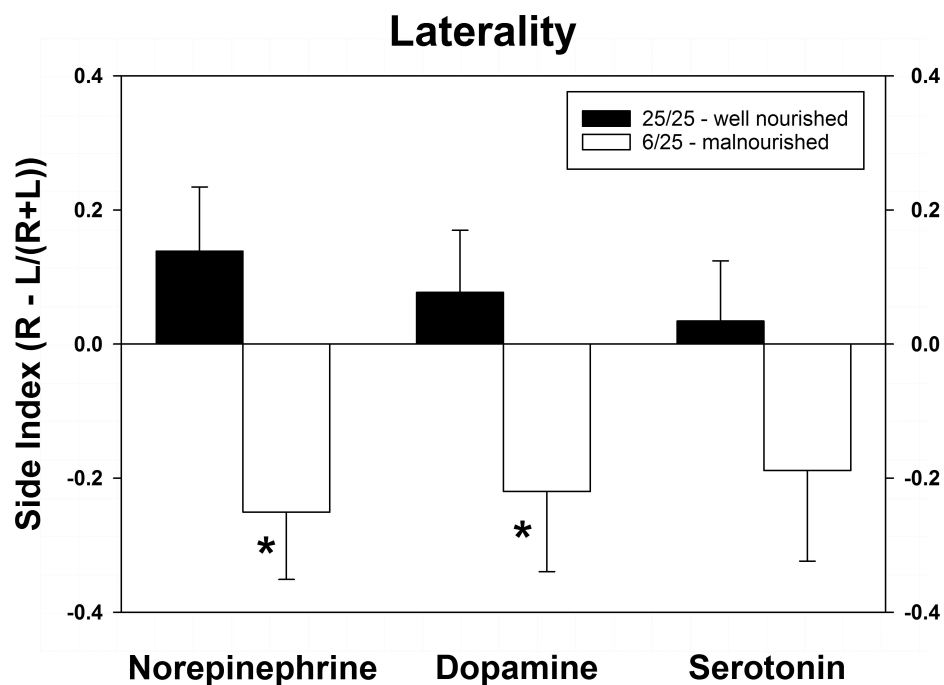 Laterality
0.4 0.4
25/25 - well nourished
6/25 - malnourished
0.2 0.2
0.0 0.0
-0.2 -0.2
-0.4 -0.4
Side Index (R - L/(R+L))
*
*
Norepinephrine Dopamine Serotonin